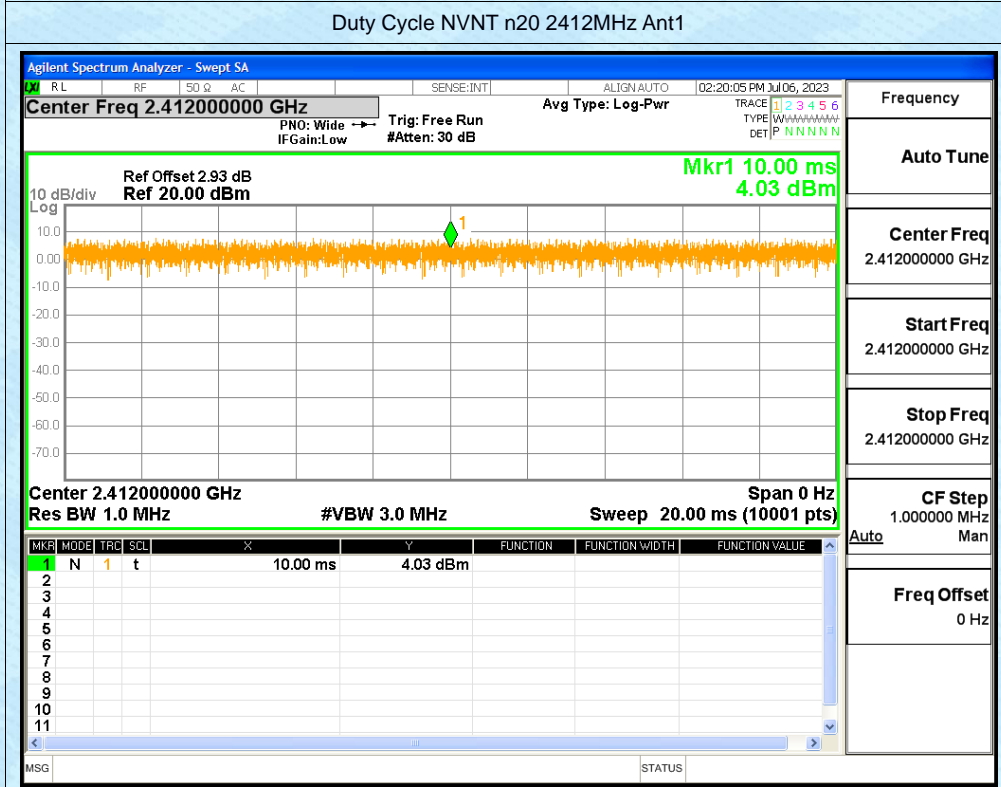 Duty Cycle NVNT n20 2412MHz Ant1
Agilent Spectrum Analyzer - Swept SA
LXI RL RF 50 Ω AC SENSE:INT ALIGN AUTO 02:20:05 PM Jul 06, 2023
Center Freq 2.412000000 GHz
PNO: Wide
IFGain:Low
Trig: Free Run
#Atten: 30 dB
Avg Type: Log-Pwr
TRACE 1 2 3 4 5 6
TYPE WWWWWW
DET P N N N N N
Mkr1 10.00 ms
4.03 dBm
Ref Offset 2.93 dB
Ref 20.00 dBm
10 dB/div
Log
1
10.0
0.00
-10.0
-20.0
-30.0
-40.0
-50.0
-60.0
-70.0
Center 2.412000000 GHz Span 0 Hz
Res BW 1.0 MHz #VBW 3.0 MHz Sweep 20.00 ms (10001 pts)
MKR MODE TRC SCL X Y FUNCTION FUNCTION WIDTH FUNCTION VALUE
1 N 1 t 10.00 ms 4.03 dBm
2
3
4
5
6
7
8
9
10
11
MSG STATUS
Frequency
Auto Tune
Center Freq
2.412000000 GHz
Start Freq
2.412000000 GHz
Stop Freq
2.412000000 GHz
CF Step
1.000000 MHz
Auto Man
Freq Offset
0 Hz